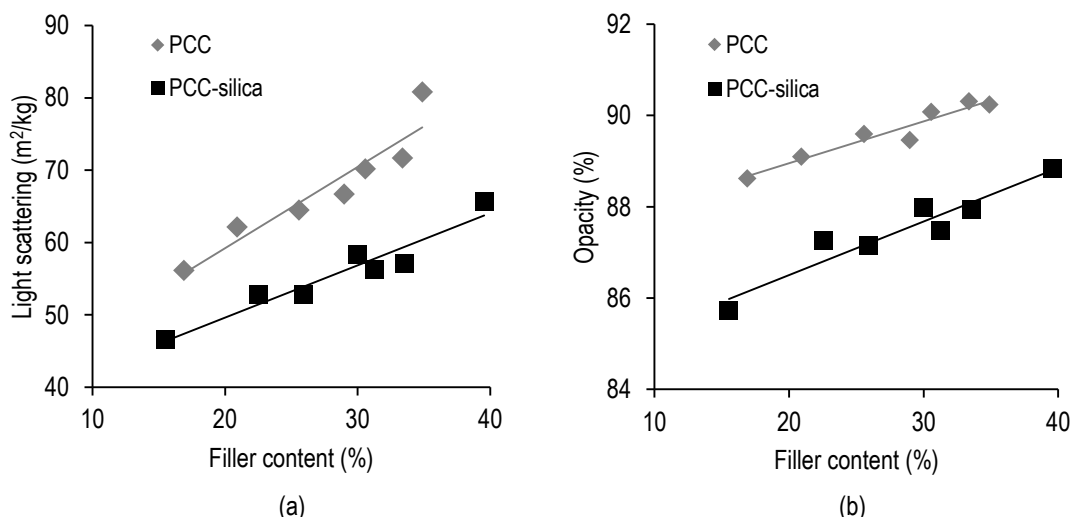 90
80
70
60
50
40
10 20 30 40
Light scattering (m²/kg)
Filler content (%)
PCC
PCC-silica
(a)
92
90
88
86
84
10 20 30 40
Opacity (%)
Filler content (%)
PCC
PCC-silica
(b)